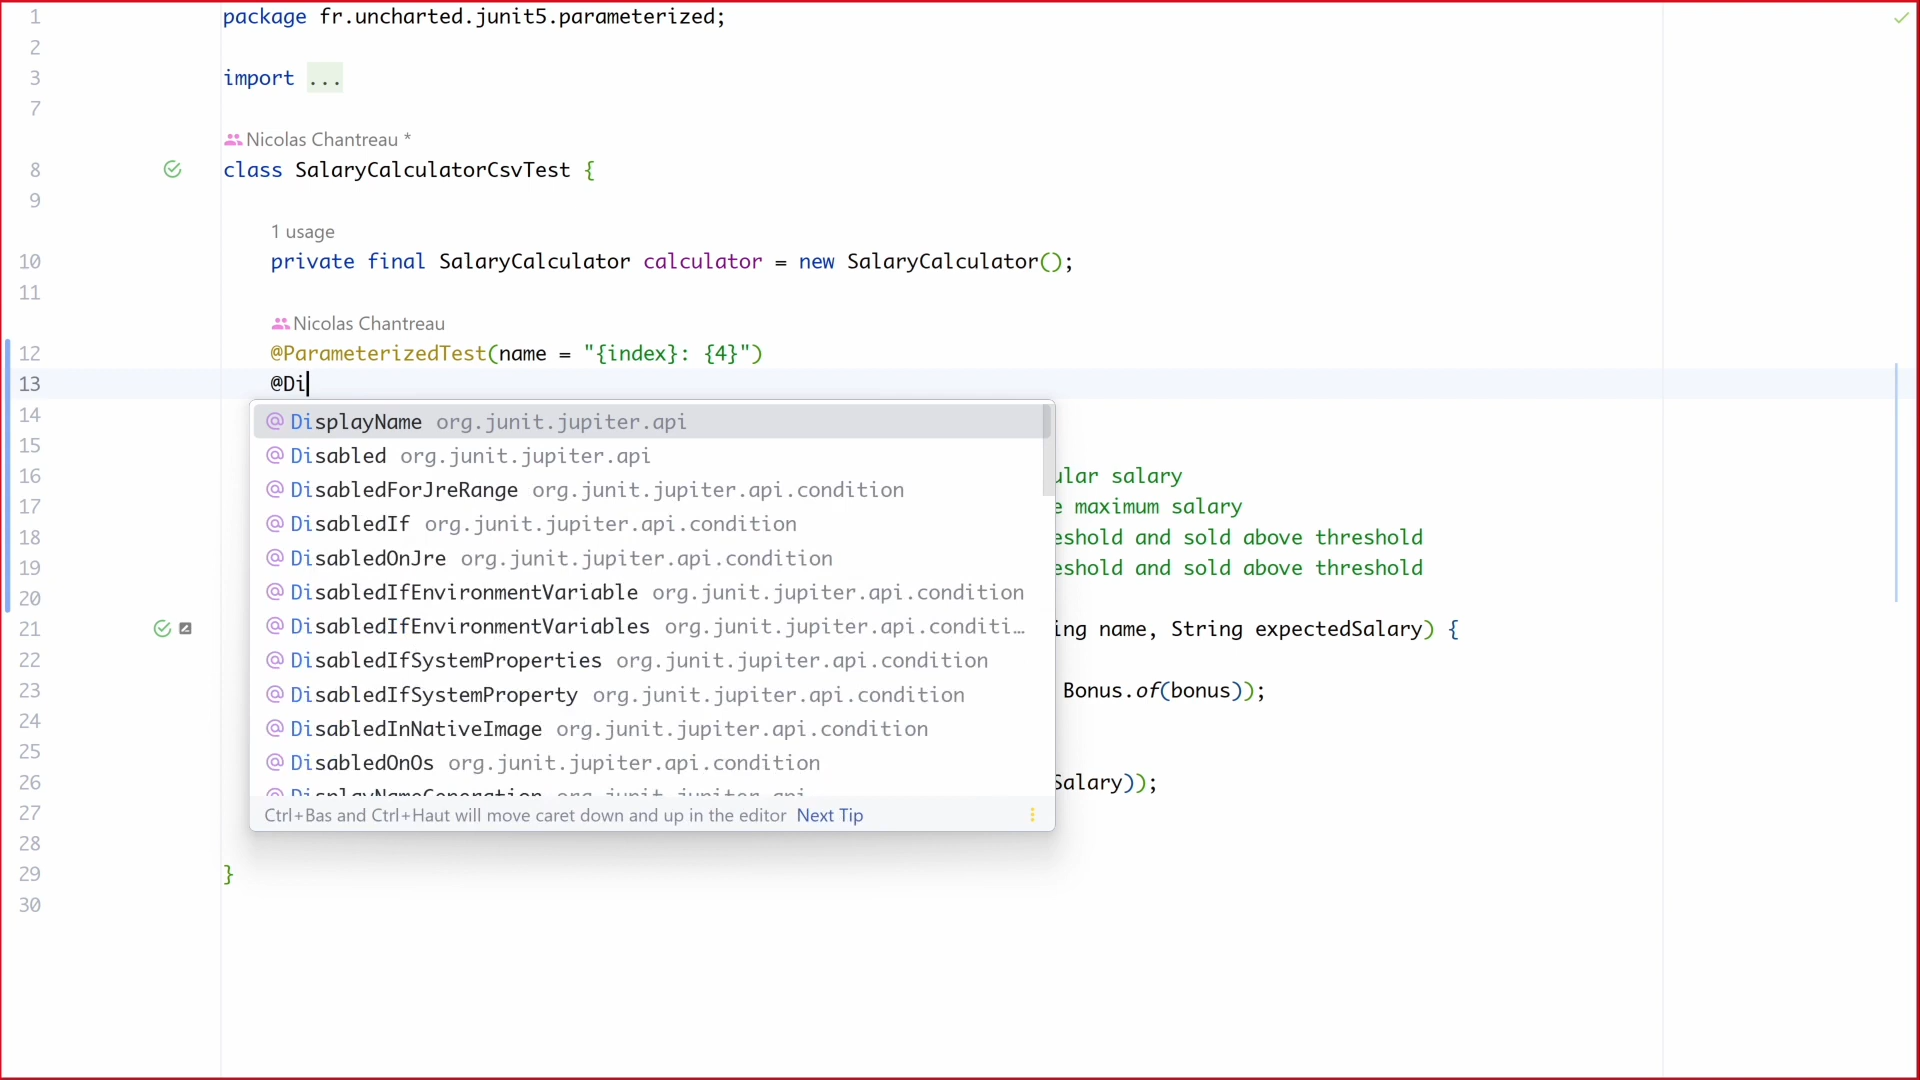 1 package fr.uncharted.junit5.parameterized;
2
3 import ...
7
Nicolas Chantreau *
8 class SalaryCalculatorCsvTest {
9
1 usage
10 private final SalaryCalculator calculator = new SalaryCalculator();
11
Nicolas Chantreau
12 @ParameterizedTest(name = "{index}: {4}")
13 @Di
14 @ DisplayName org.junit.jupiter.api
15 @ Disabled org.junit.jupiter.api
16 ular salary
@ DisabledForJreRange org.junit.jupiter.api.condition
17 e maximum salary
@ DisabledIf org.junit.jupiter.api.condition
18 eshold and sold above threshold
@ DisabledOnJre org.junit.jupiter.api.condition
19 eshold and sold above threshold
20 @ DisabledIfEnvironmentVariable org.junit.jupiter.api.condition
21 @ DisabledIfEnvironmentVariables org.junit.jupiter.api.conditi... ing name, String expectedSalary) {
22 @ DisabledIfSystemProperties org.junit.jupiter.api.condition
23 @ DisabledIfSystemProperty org.junit.jupiter.api.condition Bonus.of(bonus));
24 @ DisabledInNativeImage org.junit.jupiter.api.condition
25 @ DisabledOnOs org.junit.jupiter.api.condition
26 @ DisplayNameGeneration org.junit.jupiter.api Salary));
27 Ctrl+Bas and Ctrl+Haut will move caret down and up in the editor Next Tip
28
29 }
30